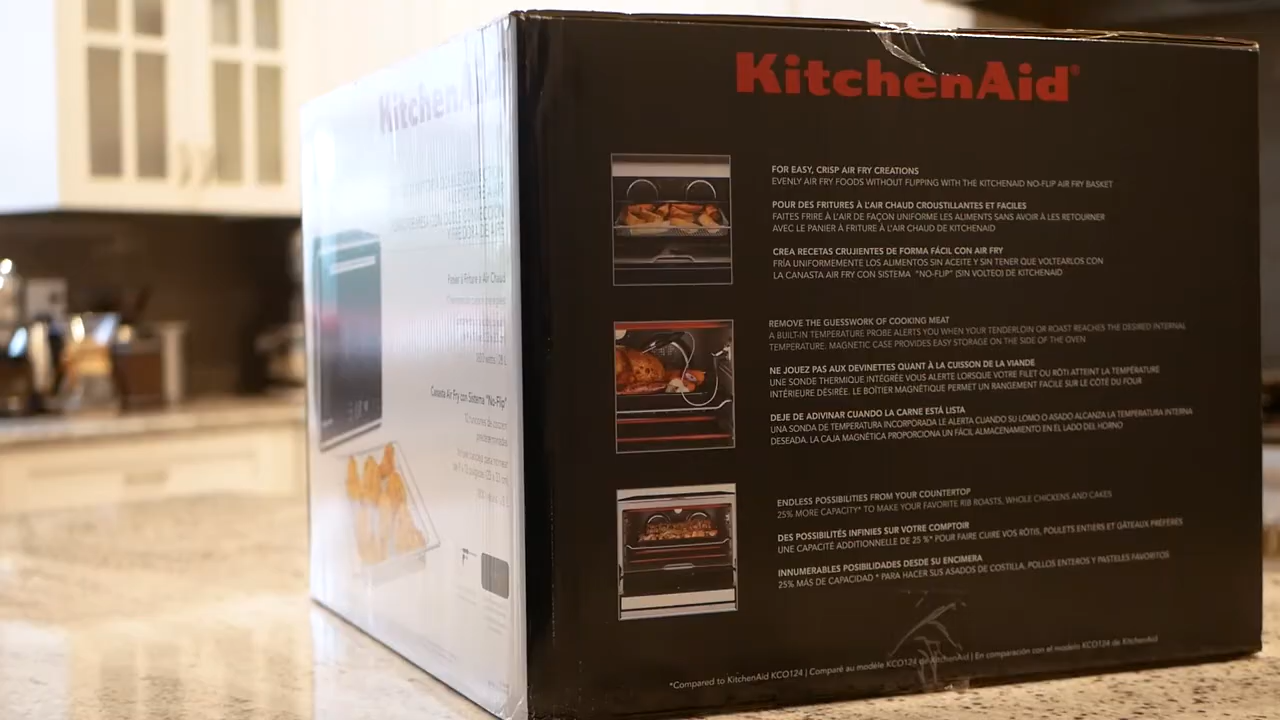 KitchenAid®
FOR EASY, CRISP AIR FRY CREATIONS
EVENLY AIR FRY FOODS WITHOUT FLIPPING WITH THE KITCHENAID NO-FLIP AIR FRY BASKET
POUR DES FRITURES À L'AIR CHAUD CROUSTILLANTES ET FACILES
FAITES FRIRE À L'AIR DE FAÇON UNIFORME LES ALIMENTS SANS AVOIR À LES RETOURNER
AVEC LE PANIER À FRITURE À L'AIR CHAUD DE KITCHENAID
CREA RECETAS CRUJIENTES DE FORMA FÁCIL CON AIR FRY
FRÍA UNIFORMEMENTE LOS ALIMENTOS SIN ACEITE Y SIN TENER QUE VOLTEARLOS CON
LA CANASTA AIR FRY CON SISTEMA "NO-FLIP" (SIN VOLTEO) DE KITCHENAID
REMOVE THE GUESSWORK OF COOKING MEAT
A BUILT-IN TEMPERATURE PROBE ALERTS YOU WHEN YOUR TENDERLOIN OR ROAST REACHES THE DESIRED INTERNAL
TEMPERATURE. MAGNETIC CASE PROVIDES EASY STORAGE ON THE SIDE OF THE OVEN
NE JOUEZ PAS AUX DEVINETTES QUANT À LA CUISSON DE LA VIANDE
UNE SONDE THERMIQUE INTÉGRÉE VOUS ALERTE LORSQUE VOTRE FILET OU RÔTI ATTEINT LA TEMPÉRATURE
INTÉRIEURE DÉSIRÉE. LE BOÎTIER MAGNÉTIQUE PERMET UN RANGEMENT FACILE SUR LE CÔTÉ DU FOUR
DEJE DE ADIVINAR CUANDO LA CARNE ESTÁ LISTA
UNA SONDA DE TEMPERATURA INCORPORADA LE ALERTA CUANDO SU LOMO O ASADO ALCANZA LA TEMPERATURA INTERNA
DESEADA. LA CAJA MAGNÉTICA PROPORCIONA UN FÁCIL ALMACENAMIENTO EN EL LADO DEL HORNO
ENDLESS POSSIBILITIES FROM YOUR COUNTERTOP
25% MORE CAPACITY* TO MAKE YOUR FAVORITE RIB ROASTS, WHOLE CHICKENS AND CAKES
DES POSSIBILITÉS INFINIES SUR VOTRE COMPTOIR
UNE CAPACITÉ ADDITIONNELLE DE 25 %* POUR FAIRE CUIRE VOS RÔTIS, POULETS ENTIERS ET GÂTEAUX PRÉFÉRÉS
INNUMERABLES POSIBILIDADES DESDE SU ENCIMERA
25% MÁS DE CAPACIDAD * PARA HACER SUS ASADOS DE COSTILLA, POLLOS ENTEROS Y PASTELES FAVORITOS
*Compared to KitchenAid KCO124 | Comparé au modèle KCO124 de KitchenAid | En comparación con el modelo KCO124 de KitchenAid
KitchenAid
Panier à Friture à Air Chaud
Canasta Air Fry con Sistema "No-Flip"